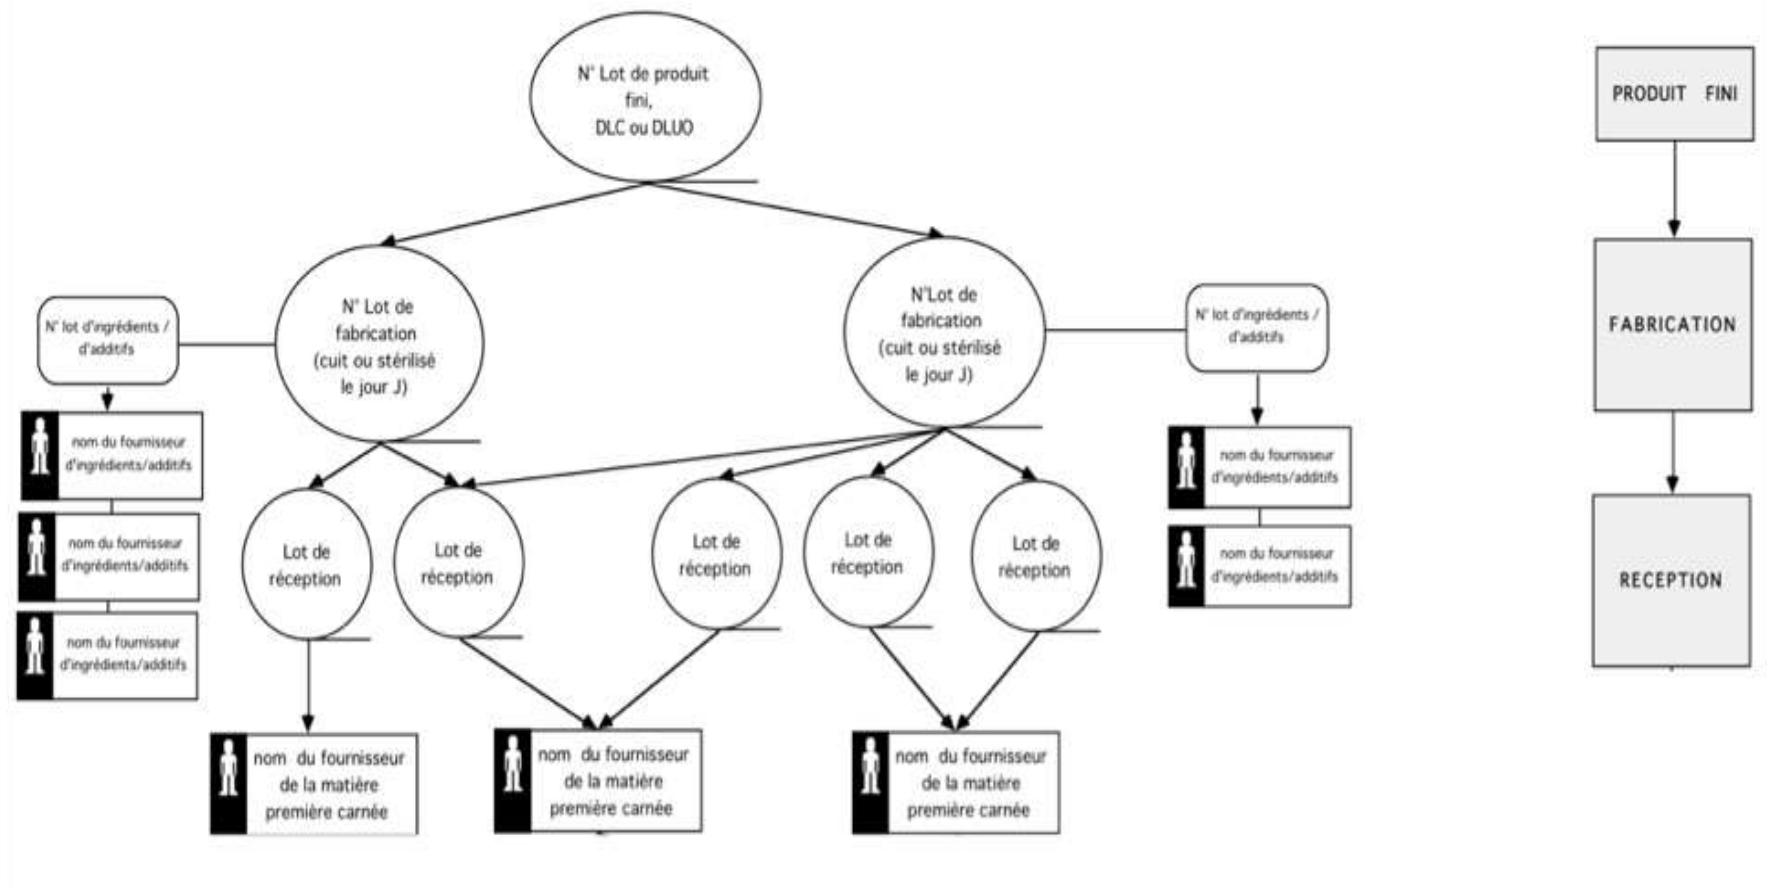 N° Lot de produit
fini,
DLC ou DLUO
PRODUIT FINI
N° Lot de
fabrication
(cuit ou stérilisé
le jour J)
N°Lot de
fabrication
(cuit ou stérilisé
le jour J)
N° lot d'ingrédients /
d'additifs
N° lot d'ingrédients /
d'additifs
FABRICATION
nom du fournisseur
d'ingrédients/additifs
nom du fournisseur
d'ingrédients/additifs
nom du fournisseur
d'ingrédients/additifs
Lot de
réception
Lot de
réception
Lot de
réception
Lot de
réception
Lot de
réception
nom du fournisseur
d'ingrédients/additifs
nom du fournisseur
d'ingrédients/additifs
RECEPTION
nom du fournisseur
de la matière
première carnée
nom du fournisseur
de la matière
première carnée
nom du fournisseur
de la matière
première carnée